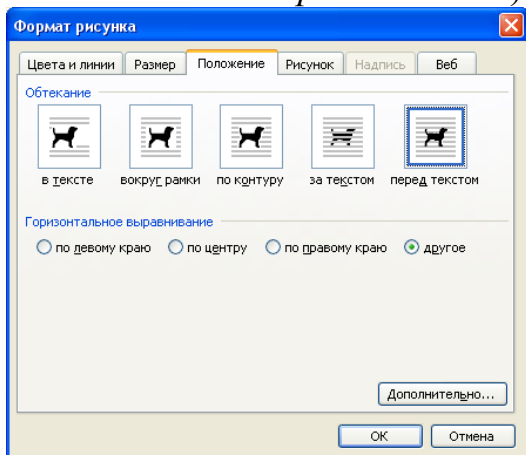 Формат рисунка
Цвета и линии Размер Положение Рисунок Надпись Веб
Обтекание
в тексте вокруг рамки по контуру за текстом перед текстом
Горизонтальное выравнивание
по левому краю по центру по правому краю другое
Дополнительно...
ОК Отмена